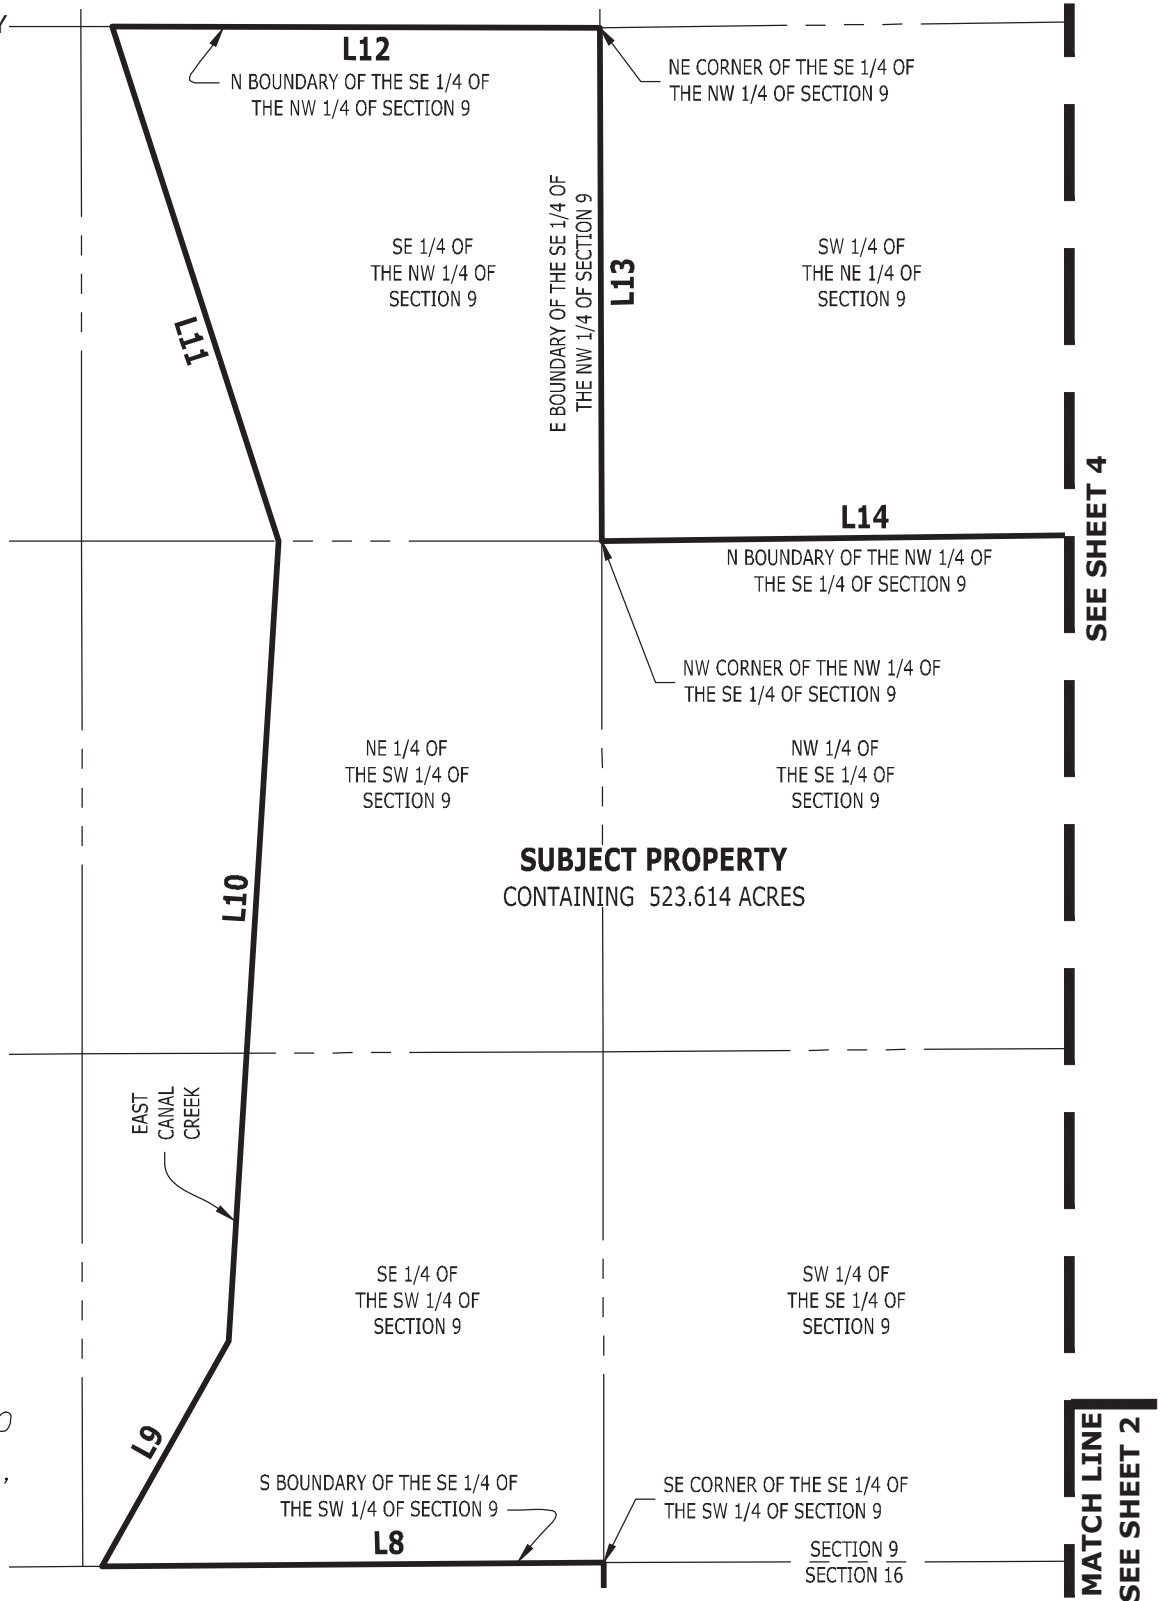 L12
N BOUNDARY OF THE SE 1/4 OF
THE NW 1/4 OF SECTION 9
NE CORNER OF THE SE 1/4 OF
THE NW 1/4 OF SECTION 9
SE 1/4 OF
THE NW 1/4 OF
SECTION 9
E BOUNDARY OF THE SE 1/4 OF
THE NW 1/4 OF SECTION 9
L13
SW 1/4 OF
THE NE 1/4 OF
SECTION 9
L11
SEE SHEET 4
L14
N BOUNDARY OF THE NW 1/4 OF
THE SE 1/4 OF SECTION 9
NW CORNER OF THE NW 1/4 OF
THE SE 1/4 OF SECTION 9
NE 1/4 OF
THE SW 1/4 OF
SECTION 9
NW 1/4 OF
THE SE 1/4 OF
SECTION 9
SUBJECT PROPERTY
CONTAINING 523.614 ACRES
L10
EAST
CANAL
CREEK
SE 1/4 OF
THE SW 1/4 OF
SECTION 9
SW 1/4 OF
THE SE 1/4 OF
SECTION 9
L9
S BOUNDARY OF THE SE 1/4 OF
THE SW 1/4 OF SECTION 9
L8
SE CORNER OF THE SE 1/4 OF
THE SW 1/4 OF SECTION 9
SECTION 9
SECTION 16
MATCH LINE
SEE SHEET 2